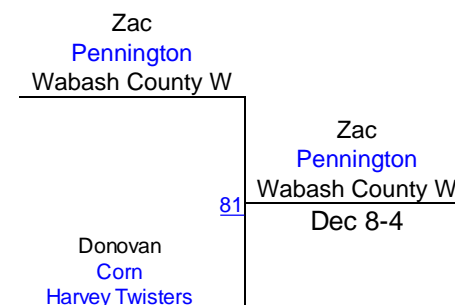 Zac
Pennington
Wabash County W
Zac
Pennington
Wabash County W
81
Dec 8-4
Donovan
Corn
Harvey Twisters